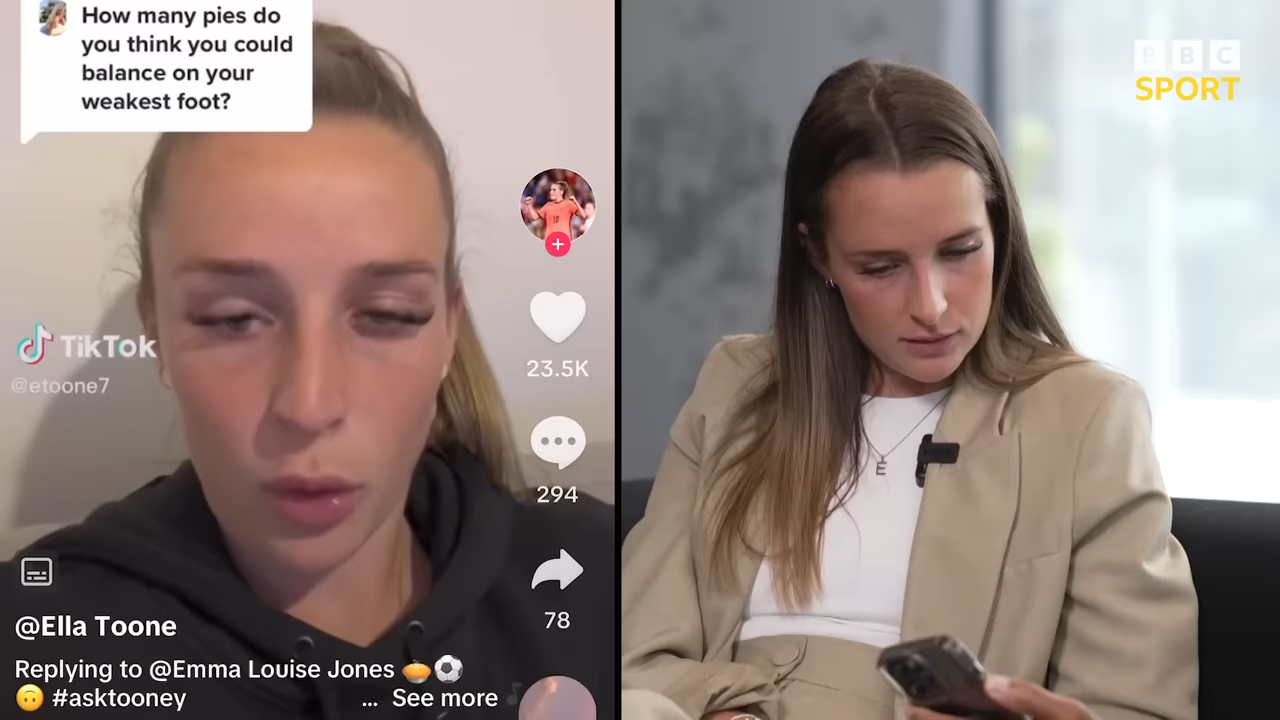 How many pies do
you think you could
balance on your
weakest foot?
BBC
SPORT
TikTok
@etoone7
23.5K
294
78
@Ella Toone
Replying to @Emma Louise Jones 🥧⚽
🙃 #asktooney
... See more
E